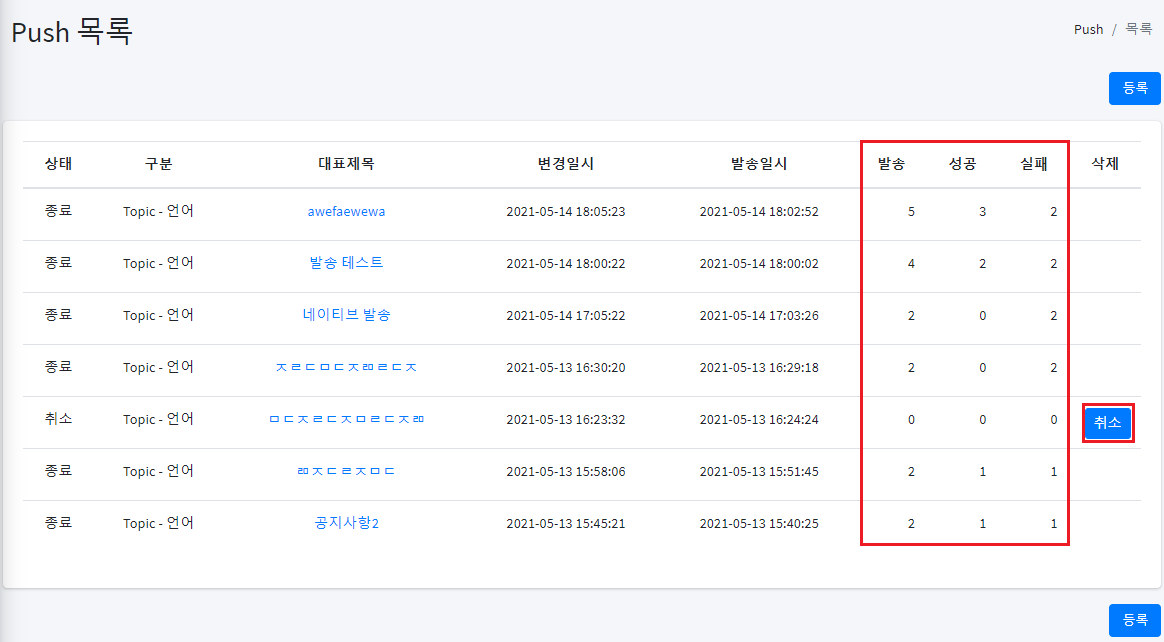 Push 목록
Push / 목록
등록
상태 구분 대표제목 변경일시 발송일시 발송 성공 실패 삭제
종료 Topic - 언어 awefaewewa 2021-05-14 18:05:23 2021-05-14 18:02:52 5 3 2
종료 Topic - 언어 발송 테스트 2021-05-14 18:00:22 2021-05-14 18:00:02 4 2 2
종료 Topic - 언어 네이티브 발송 2021-05-14 17:05:22 2021-05-14 17:03:26 2 0 2
종료 Topic - 언어 ㅈㄹㄷㅁㄷㅈㄻㄹㄷㅈ 2021-05-13 16:30:20 2021-05-13 16:29:18 2 0 2
취소 Topic - 언어 ㅁㄷㅈㄹㄷㅈㅁㄹㄷㅈㄻ 2021-05-13 16:23:32 2021-05-13 16:24:24 0 0 0 취소
종료 Topic - 언어 ㄻㅈㄷㄹㅈㅁㄷ 2021-05-13 15:58:06 2021-05-13 15:51:45 2 1 1
종료 Topic - 언어 공지사항2 2021-05-13 15:45:21 2021-05-13 15:40:25 2 1 1
등록